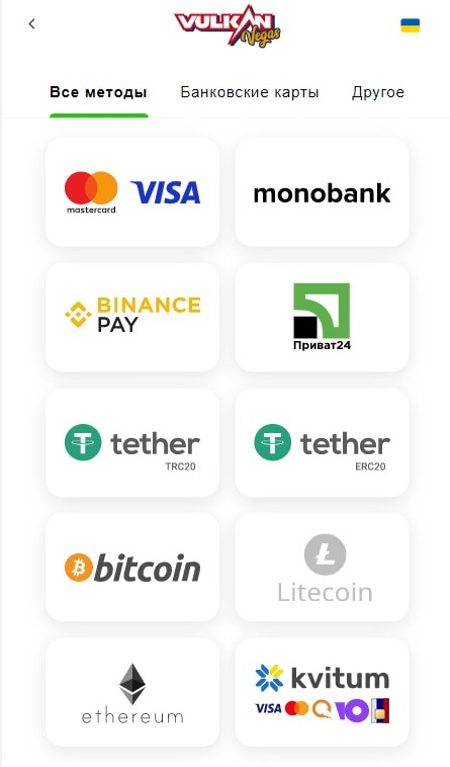 VULKAN
Vegas
Все методы Банковские карты Другое
mastercard VISA
monobank
BINANCE
PAY
Приват24
tether
TRC20
tether
ERC20
bitcoin
Litecoin
ethereum
kvitum
VISA